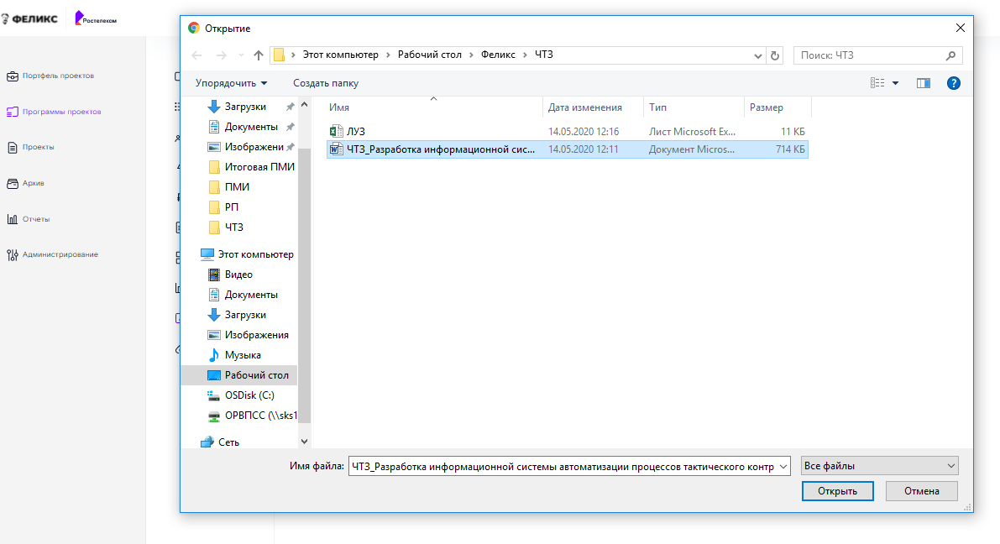 ФЕЛИКС
Ростелеком
Портфель проектов
Программы проектов
Проекты
Архив
Отчеты
Администрирование
Открытие
Этот компьютер > Рабочий стол > Феликс > ЧТЗ
Поиск: ЧТЗ
Упорядочить
Создать папку
Загрузки
Документы
Изображени
Итоговая ПМИ
ПМИ
РП
ЧТЗ
Этот компьютер
Видео
Документы
Загрузки
Изображения
Музыка
Рабочий стол
OSDisk (C:)
ОРВПСС (\\sks1
Сеть
Имя Дата изменения Тип Размер
ЛУЗ 14.05.2020 12:16 Лист Microsoft Ex... 11 КБ
ЧТЗ_Разработка информационной сис... 14.05.2020 12:11 Документ Micros... 714 КБ
Имя файла: ЧТЗ_Разработка информационной системы автоматизации процессов тактического контр
Все файлы
Открыть
Отмена